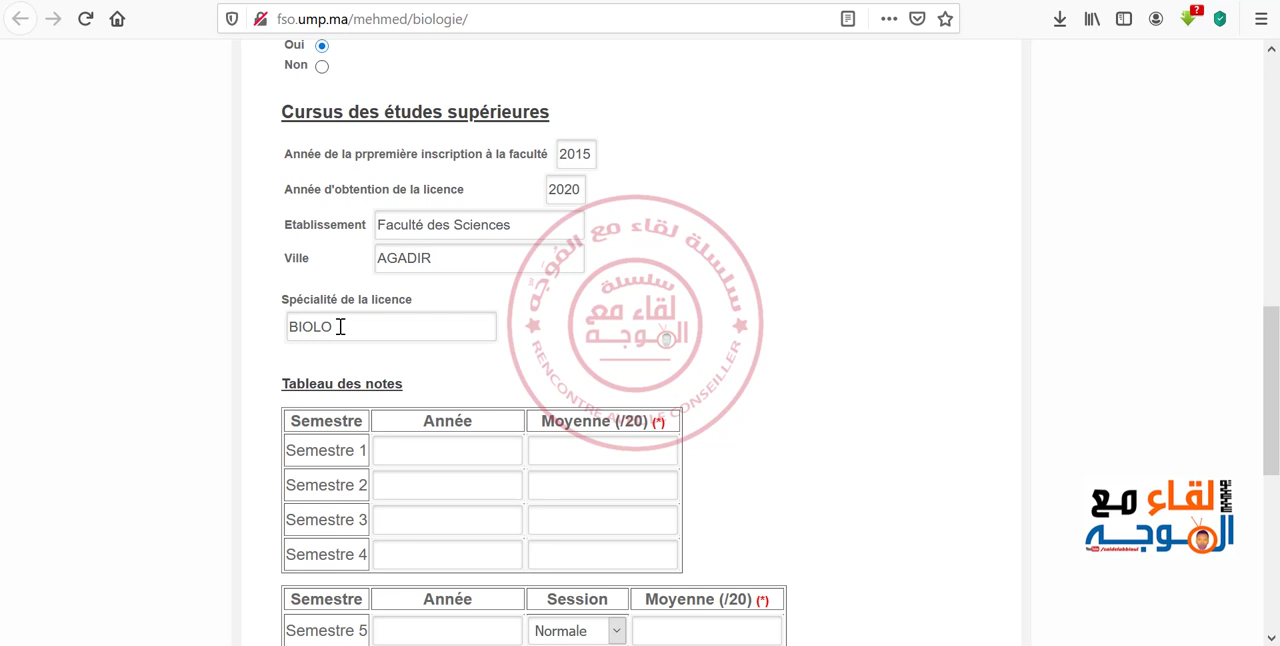 fso.ump.ma/mehmed/biologie/
?
Oui
Non
Cursus des études supérieures
Année de la prpremière inscription à la faculté 2015
Année d'obtention de la licence 2020
Etablissement Faculté des Sciences
Ville AGADIR
Spécialité de la licence
BIOLO
سلسلة لقاء مع الموجه
سلسلة
لقاء مع
الموجه
RENCONTRE AVEC LE CONSEILLER
Tableau des notes
Semestre Année Moyenne (/20) (*)
Semestre 1
Semestre 2
Semestre 3
Semestre 4
لقاء مع
الموجه
Semestre Année Session Moyenne (/20) (*)
Semestre 5 Normale